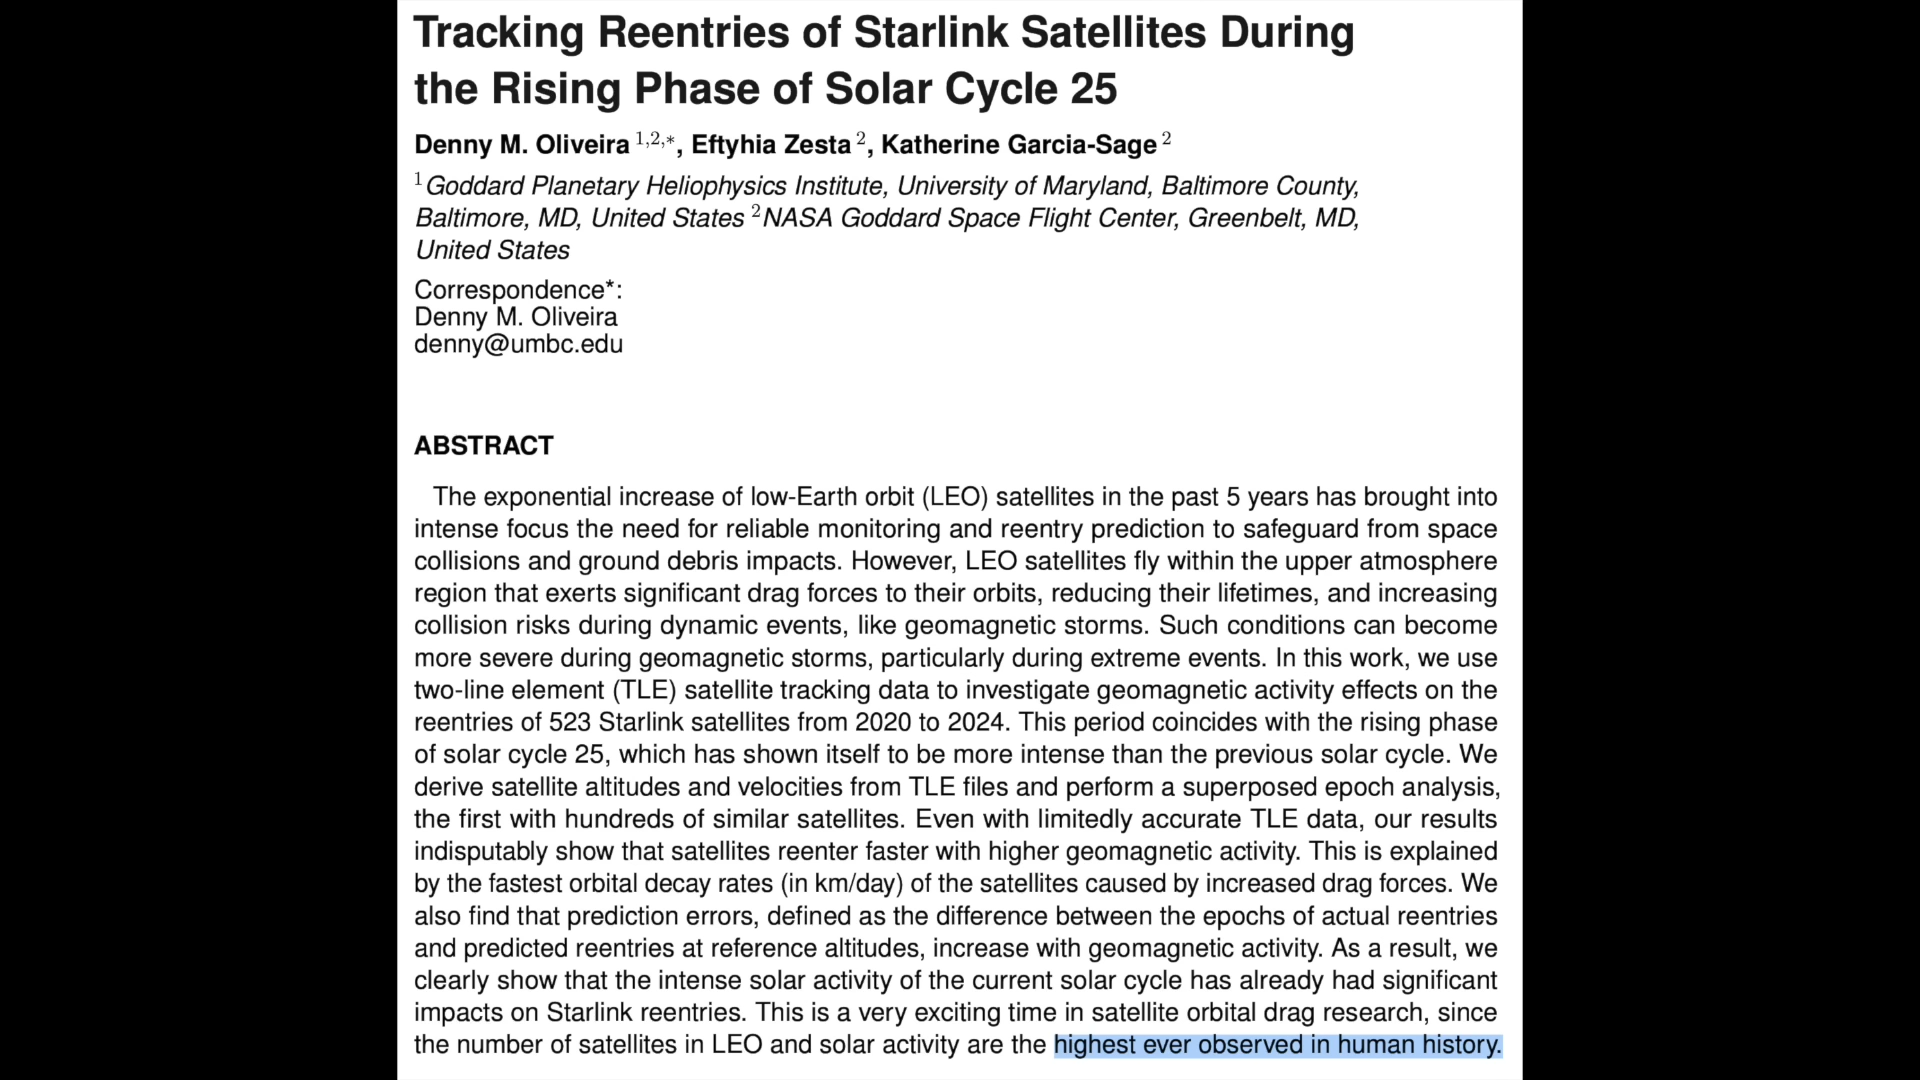 Tracking Reentries of Starlink Satellites During
the Rising Phase of Solar Cycle 25
Denny M. Oliveira 1,2,*, Eftyhia Zesta 2, Katherine Garcia-Sage 2
1 Goddard Planetary Heliophysics Institute, University of Maryland, Baltimore County,
Baltimore, MD, United States 2 NASA Goddard Space Flight Center, Greenbelt, MD,
United States
Correspondence*:
Denny M. Oliveira
denny@umbc.edu
ABSTRACT
The exponential increase of low-Earth orbit (LEO) satellites in the past 5 years has brought into
intense focus the need for reliable monitoring and reentry prediction to safeguard from space
collisions and ground debris impacts. However, LEO satellites fly within the upper atmosphere
region that exerts significant drag forces to their orbits, reducing their lifetimes, and increasing
collision risks during dynamic events, like geomagnetic storms. Such conditions can become
more severe during geomagnetic storms, particularly during extreme events. In this work, we use
two-line element (TLE) satellite tracking data to investigate geomagnetic activity effects on the
reentries of 523 Starlink satellites from 2020 to 2024. This period coincides with the rising phase
of solar cycle 25, which has shown itself to be more intense than the previous solar cycle. We
derive satellite altitudes and velocities from TLE files and perform a superposed epoch analysis,
the first with hundreds of similar satellites. Even with limitedly accurate TLE data, our results
indisputably show that satellites reenter faster with higher geomagnetic activity. This is explained
by the fastest orbital decay rates (in km/day) of the satellites caused by increased drag forces. We
also find that prediction errors, defined as the difference between the epochs of actual reentries
and predicted reentries at reference altitudes, increase with geomagnetic activity. As a result, we
clearly show that the intense solar activity of the current solar cycle has already had significant
impacts on Starlink reentries. This is a very exciting time in satellite orbital drag research, since
the number of satellites in LEO and solar activity are the highest ever observed in human history.